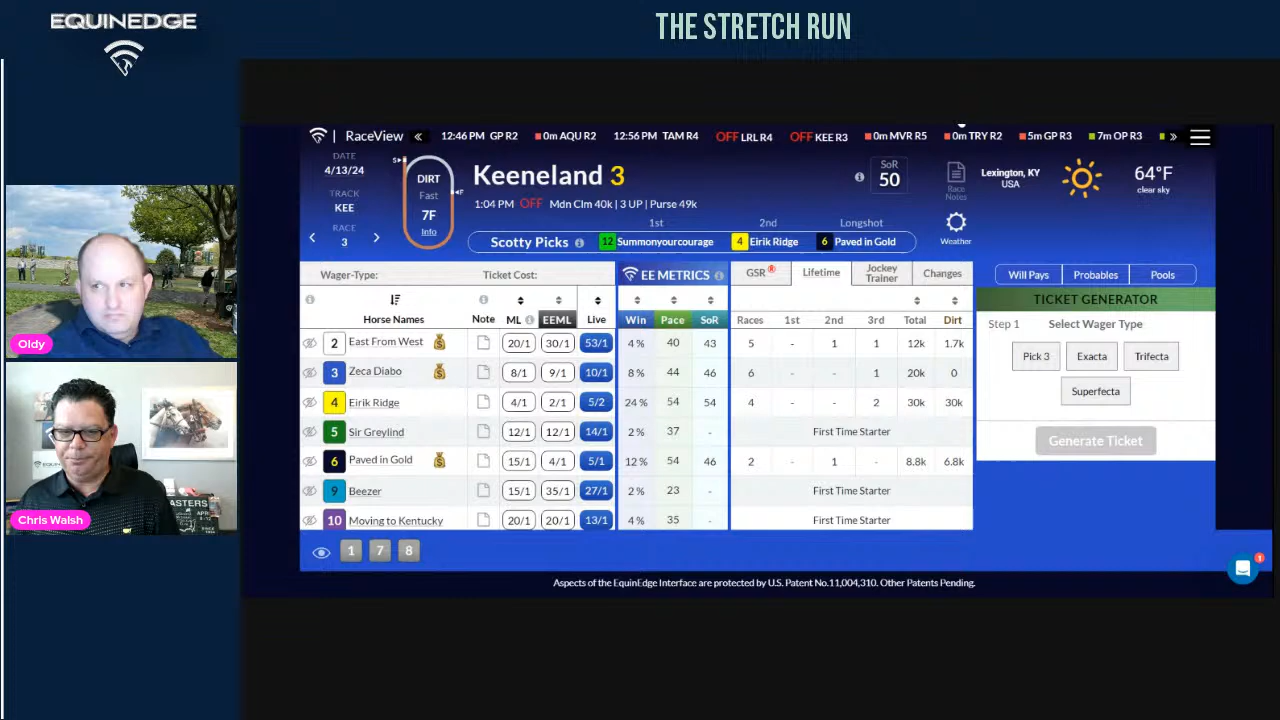 EQUINEDGE
THE STRETCH RUN
RaceView « 12:46 PM GP R2 0m AQU R2 12:56 PM TAM R4 OFF LRL R4 OFF KEE R3 0m MVR R5 0m TRY R2 5m GP R3 7m OP R3 »
DATE
4/13/24
TRACK
KEE
RACE
3
S
DIRT
Fast
F
7F
Info
Keeneland 3
1:04 PM OFF Mdn Clm 40k | 3 UP | Purse 49k
SoR
50
Race Notes
Lexington, KY
USA
64°F
clear sky
Weather
1st 2nd Longshot
Scotty Picks 12 Summonyourcourage 4 Eirik Ridge 6 Paved in Gold
Wager-Type: Ticket Cost:
EE METRICS
GSR Lifetime Jockey Trainer Changes
Horse Names Note ML EEML Live Win Pace SoR Races 1st 2nd 3rd Total Dirt
2 East From West 20/1 30/1 53/1 4% 40 43 5 - 1 1 12k 1.7k
3 Zeca Diabo 8/1 9/1 10/1 8% 44 46 6 - - 1 20k 0
4 Eirik Ridge 4/1 2/1 5/2 24% 54 54 4 - - 2 30k 30k
5 Sir Greylind 12/1 12/1 14/1 2% 37 - First Time Starter
6 Paved in Gold 15/1 4/1 5/1 12% 54 46 2 - 1 - 8.8k 6.8k
9 Beezer 15/1 35/1 27/1 2% 23 - First Time Starter
10 Moving to Kentucky 20/1 20/1 13/1 4% 35 - First Time Starter
1 7 8
Will Pays Probables Pools
TICKET GENERATOR
Step 1 Select Wager Type
Pick 3 Exacta Trifecta
Superfecta
Generate Ticket
1
Aspects of the EquinEdge Interface are protected by U.S. Patent No.11,004,310. Other Patents Pending.
Oldy
Chris Walsh